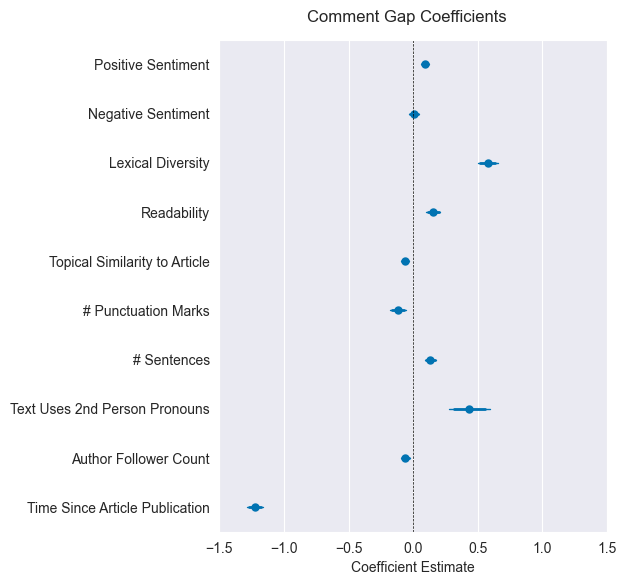 Comment Gap Coefficients
Positive Sentiment
Negative Sentiment
Lexical Diversity
Readability
Topical Similarity to Article
# Punctuation Marks
# Sentences
Text Uses 2nd Person Pronouns
Author Follower Count
Time Since Article Publication
−1.5 −1.0 −0.5 0.0 0.5 1.0 1.5
Coefficient Estimate